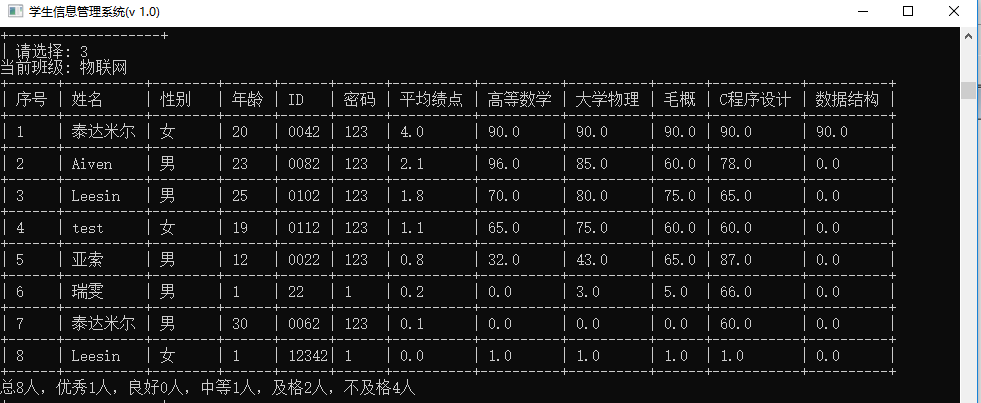 学生信息管理系统(v 1.0)
+-------------------+
| 请选择: 3
当前班级: 物联网
| 序号 | 姓名 | 性别 | 年龄 | ID | 密码 | 平均绩点 | 高等数学 | 大学物理 | 毛概 | C程序设计 | 数据结构 |
| 1 | 泰达米尔 | 女 | 20 | 0042 | 123 | 4.0 | 90.0 | 90.0 | 90.0 | 90.0 | 90.0 |
| 2 | Aiven | 男 | 23 | 0082 | 123 | 2.1 | 96.0 | 85.0 | 60.0 | 78.0 | 0.0 |
| 3 | Leesin | 男 | 25 | 0102 | 123 | 1.8 | 70.0 | 80.0 | 75.0 | 65.0 | 0.0 |
| 4 | test | 女 | 19 | 0112 | 123 | 1.1 | 65.0 | 75.0 | 60.0 | 60.0 | 0.0 |
| 5 | 亚索 | 男 | 12 | 0022 | 123 | 0.8 | 32.0 | 43.0 | 65.0 | 87.0 | 0.0 |
| 6 | 瑞雯 | 男 | 1 | 22 | 1 | 0.2 | 0.0 | 3.0 | 5.0 | 66.0 | 0.0 |
| 7 | 泰达米尔 | 男 | 30 | 0062 | 123 | 0.1 | 0.0 | 0.0 | 0.0 | 60.0 | 0.0 |
| 8 | Leesin | 女 | 1 | 12342| 1 | 0.0 | 1.0 | 1.0 | 1.0 | 1.0 | 0.0 |
总8人，优秀1人，良好0人，中等1人，及格2人，不及格4人